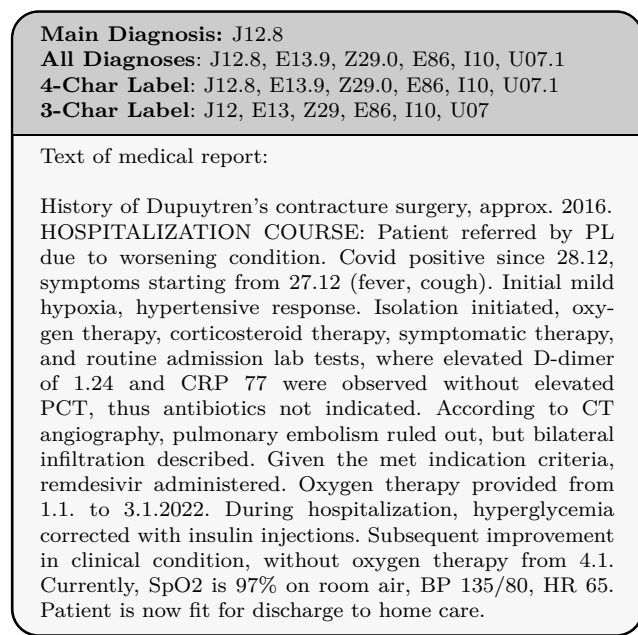 Main Diagnosis: J12.8
All Diagnoses: J12.8, E13.9, Z29.0, E86, I10, U07.1
4-Char Label: J12.8, E13.9, Z29.0, E86, I10, U07.1
3-Char Label: J12, E13, Z29, E86, I10, U07
Text of medical report:
History of Dupuytren's contracture surgery, approx. 2016.
HOSPITALIZATION COURSE: Patient referred by PL
due to worsening condition. Covid positive since 28.12,
symptoms starting from 27.12 (fever, cough). Initial mild
hypoxia, hypertensive response. Isolation initiated, oxy-
gen therapy, corticosteroid therapy, symptomatic therapy,
and routine admission lab tests, where elevated D-dimer
of 1.24 and CRP 77 were observed without elevated
PCT, thus antibiotics not indicated. According to CT
angiography, pulmonary embolism ruled out, but bilateral
infiltration described. Given the met indication criteria,
remdesivir administered. Oxygen therapy provided from
1.1. to 3.1.2022. During hospitalization, hyperglycemia
corrected with insulin injections. Subsequent improvement
in clinical condition, without oxygen therapy from 4.1.
Currently, SpO2 is 97% on room air, BP 135/80, HR 65.
Patient is now fit for discharge to home care.